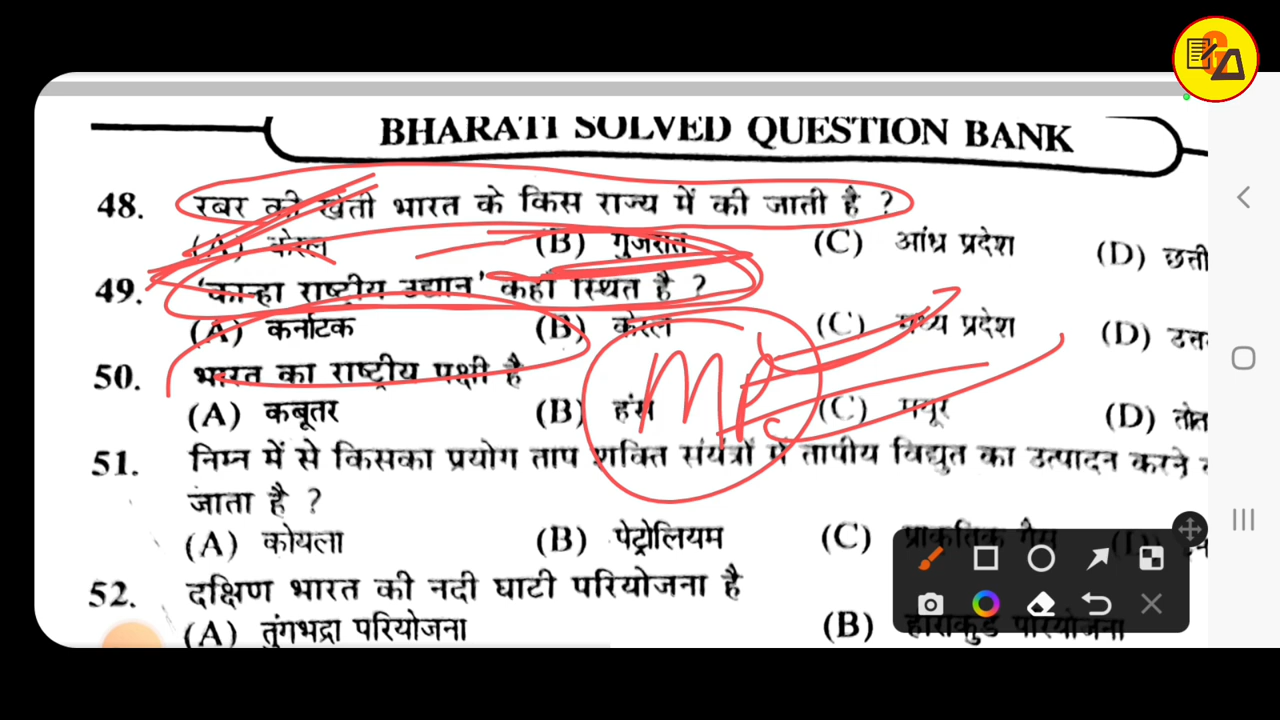 BHARATI SOLVED QUESTION BANK
48. रबर की खेती भारत के किस राज्य में की जाती है ?
(A) केरल (B) गुजरात (C) आंध्र प्रदेश (D) छत्ती
49. 'कान्हा राष्ट्रीय उद्यान' कहाँ स्थित है ?
(A) कर्नाटक (B) केरल (C) मध्य प्रदेश (D) उत्त
MP
50. भारत का राष्ट्रीय पक्षी है
(A) कबूतर (B) हंस (C) मयूर (D) तोत
51. निम्न में से किसका प्रयोग ताप शक्ति संयंत्रों में तापीय विद्युत का उत्पादन करने
जाता है ?
(A) कोयला (B) पेट्रोलियम (C) प्राकृतिक गैस (D)
52. दक्षिण भारत की नदी घाटी परियोजना है
(A) तुंगभद्रा परियोजना (B) हीराकुंड परियोजना